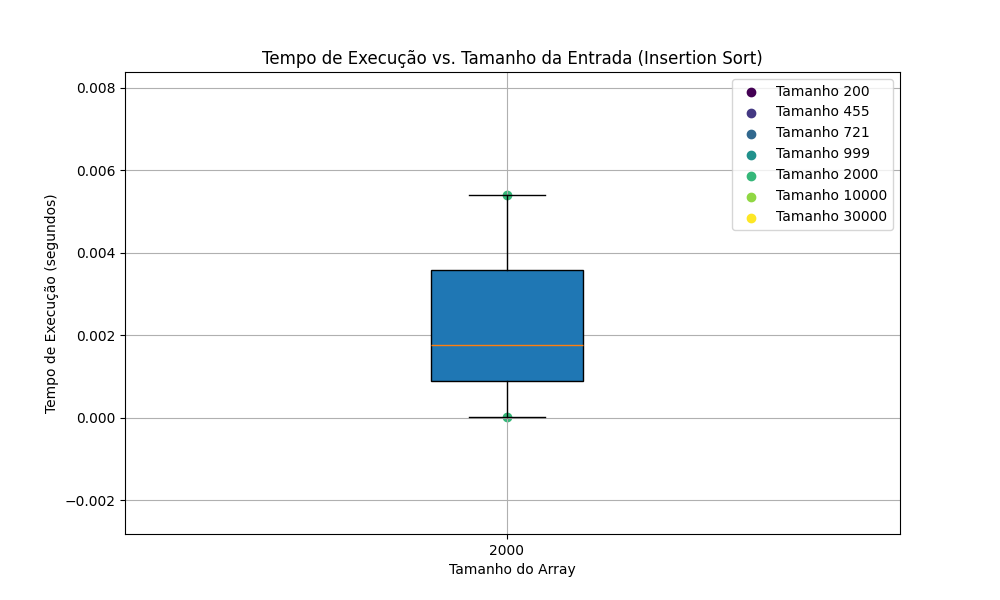 Tempo de Execução vs. Tamanho da Entrada (Insertion Sort)
0.008
0.006
0.004
0.002
0.000
−0.002
Tempo de Execução (segundos)
Tamanho 200
Tamanho 455
Tamanho 721
Tamanho 999
Tamanho 2000
Tamanho 10000
Tamanho 30000
2000
Tamanho do Array